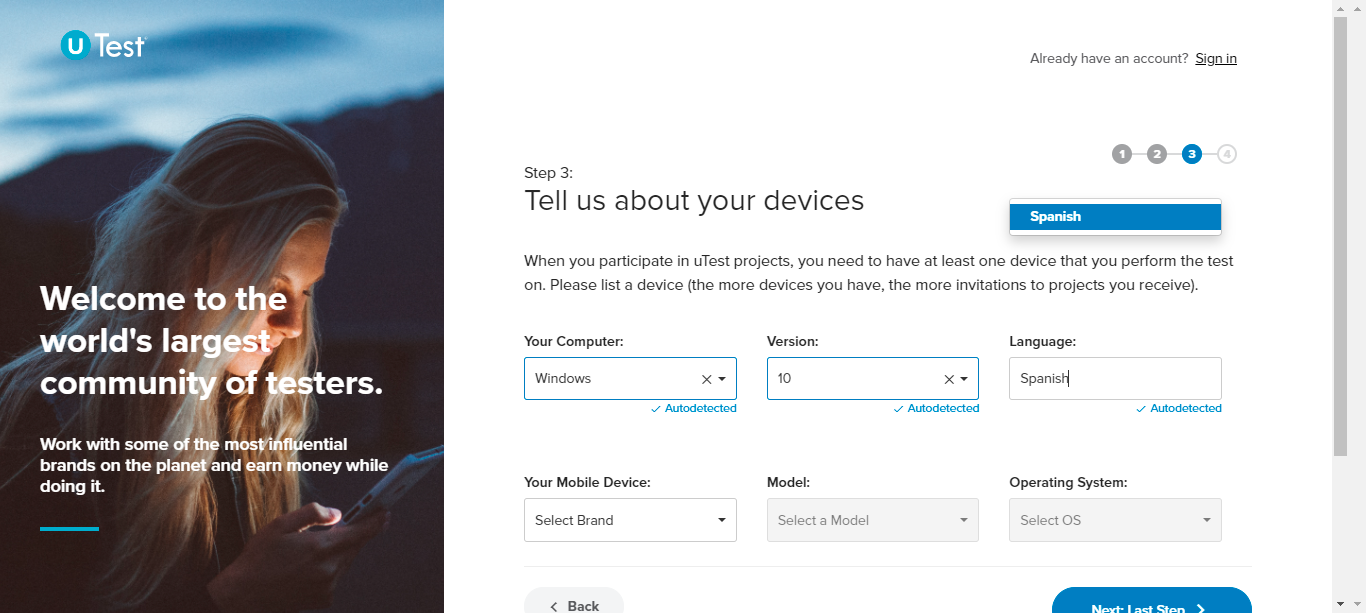 uTest
Welcome to the
world's largest
community of testers.
Work with some of the most influential
brands on the planet and earn money while
doing it.
Already have an account? Sign in
1 2 3 4
Step 3:
Tell us about your devices
Spanish
When you participate in uTest projects, you need to have at least one device that you perform the test
on. Please list a device (the more devices you have, the more invitations to projects you receive).
Your Computer: Version: Language:
Windows 10 Spanish
Autodetected Autodetected Autodetected
Your Mobile Device: Model: Operating System:
Select Brand Select a Model Select OS
Back Next: Last Step